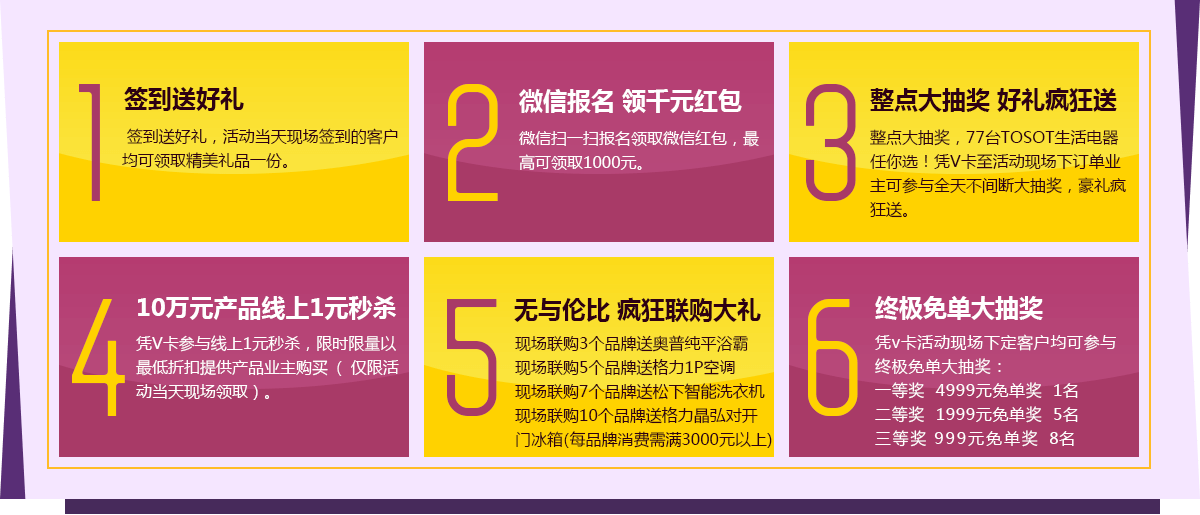 1
签到送好礼
签到送好礼，活动当天现场签到的客户
均可领取精美礼品一份。
2
微信报名 领千元红包
微信扫一扫报名领取微信红包，最
高可领取1000元。
3
整点大抽奖 好礼疯狂送
整点大抽奖，77台TOSOT生活电器
任你选！凭V卡至活动现场下订单业
主可参与全天不间断大抽奖，豪礼疯
狂送。
4
10万元产品线上1元秒杀
凭V卡参与线上1元秒杀，限时限量以
最低折扣提供产品业主购买（ 仅限活
动当天现场领取）。
5
无与伦比 疯狂联购大礼
现场联购3个品牌送奥普纯平浴霸
现场联购5个品牌送格力1P空调
现场联购7个品牌送松下智能洗衣机
现场联购10个品牌送格力晶弘对开
门冰箱(每品牌消费需满3000元以上)
6
终极免单大抽奖
凭v卡活动现场下定客户均可参与
终极免单大抽奖：
一等奖 4999元免单奖 1名
二等奖 1999元免单奖 5名
三等奖 999元免单奖 8名